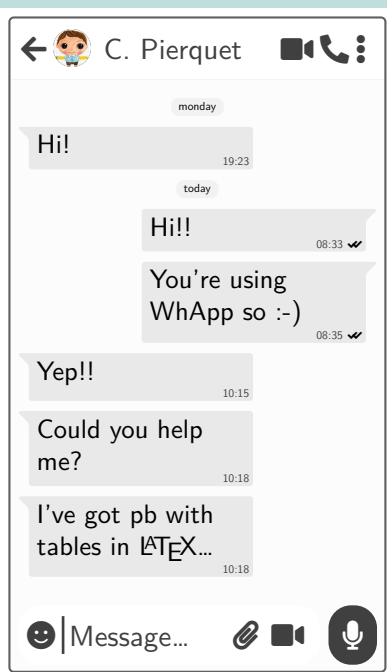 C. Pierquet
monday
Hi!
19:23
today
Hi!!
08:33
You're using
WhApp so :-)
08:35
Yep!!
10:15
Could you help
me?
10:18
I've got pb with
tables in LATEX...
10:18
Message...